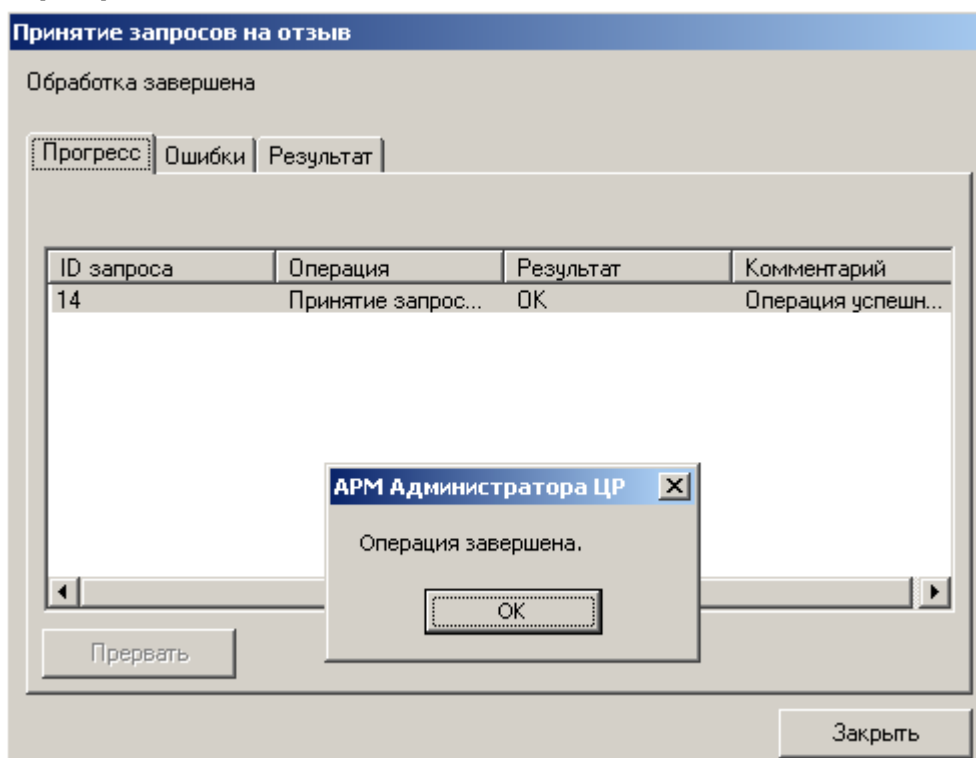 Принятие запросов на отзыв
Обработка завершена
Прогресс Ошибки Результат
ID запроса Операция Результат Комментарий
14 Принятие запрос... OK Операция успешн...
АРМ Администратора ЦР
Операция завершена.
OK
Прервать
Закрыть